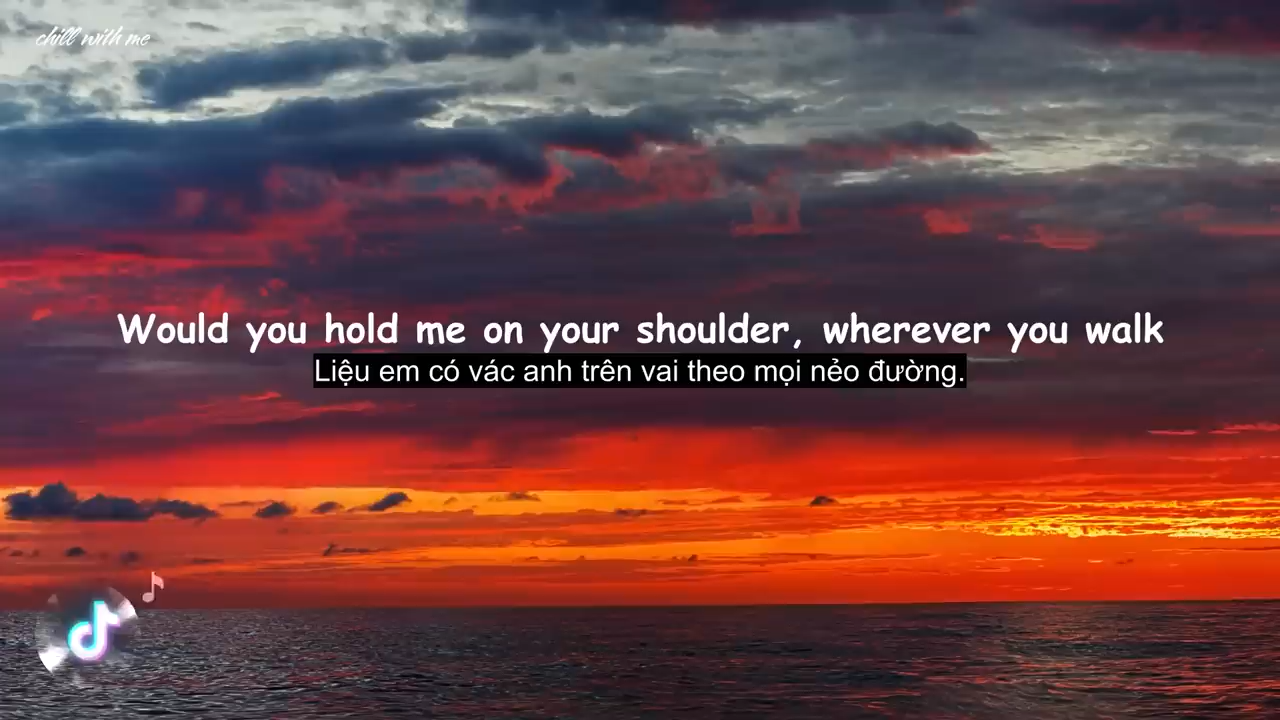 chill with me
Would you hold me on your shoulder, wherever you walk
Liệu em có vác anh trên vai theo mọi nẻo đường.